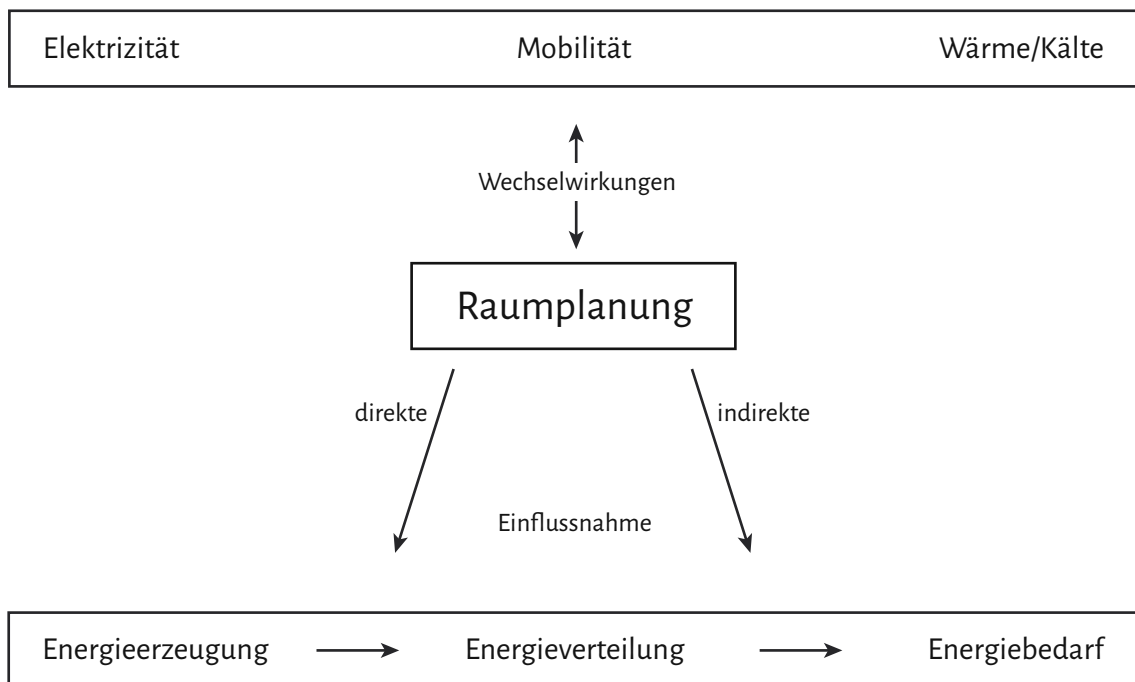 Elektrizität Mobilität Wärme/Kälte
Wechselwirkungen
Raumplanung
direkte indirekte
Einflussnahme
Energieerzeugung Energieverteilung Energiebedarf